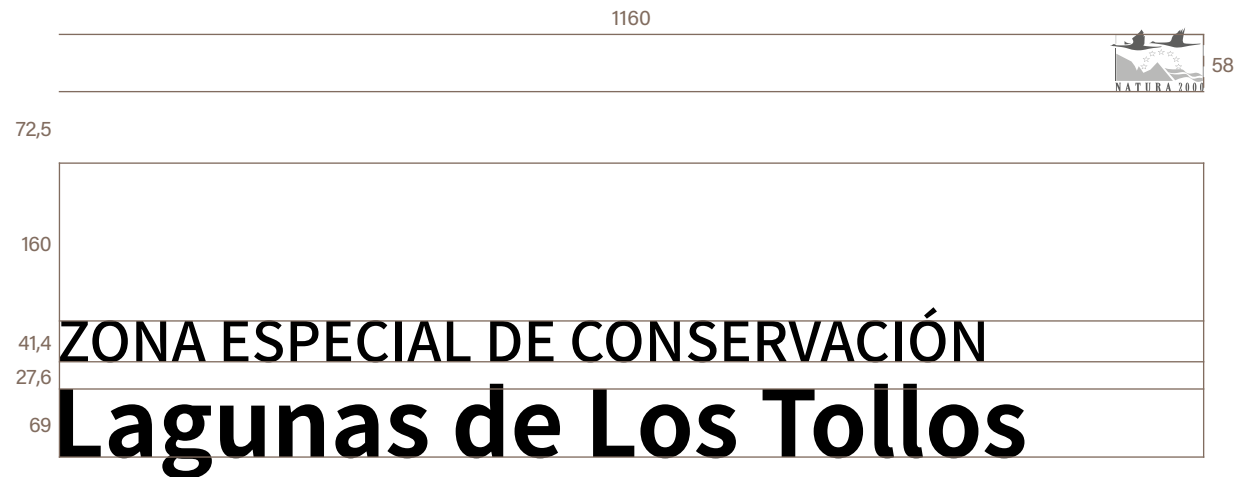 1160
58
NATURA 2000
72,5
160
41,4
ZONA ESPECIAL DE CONSERVACIÓN
27,6
69
Lagunas de Los Tollos